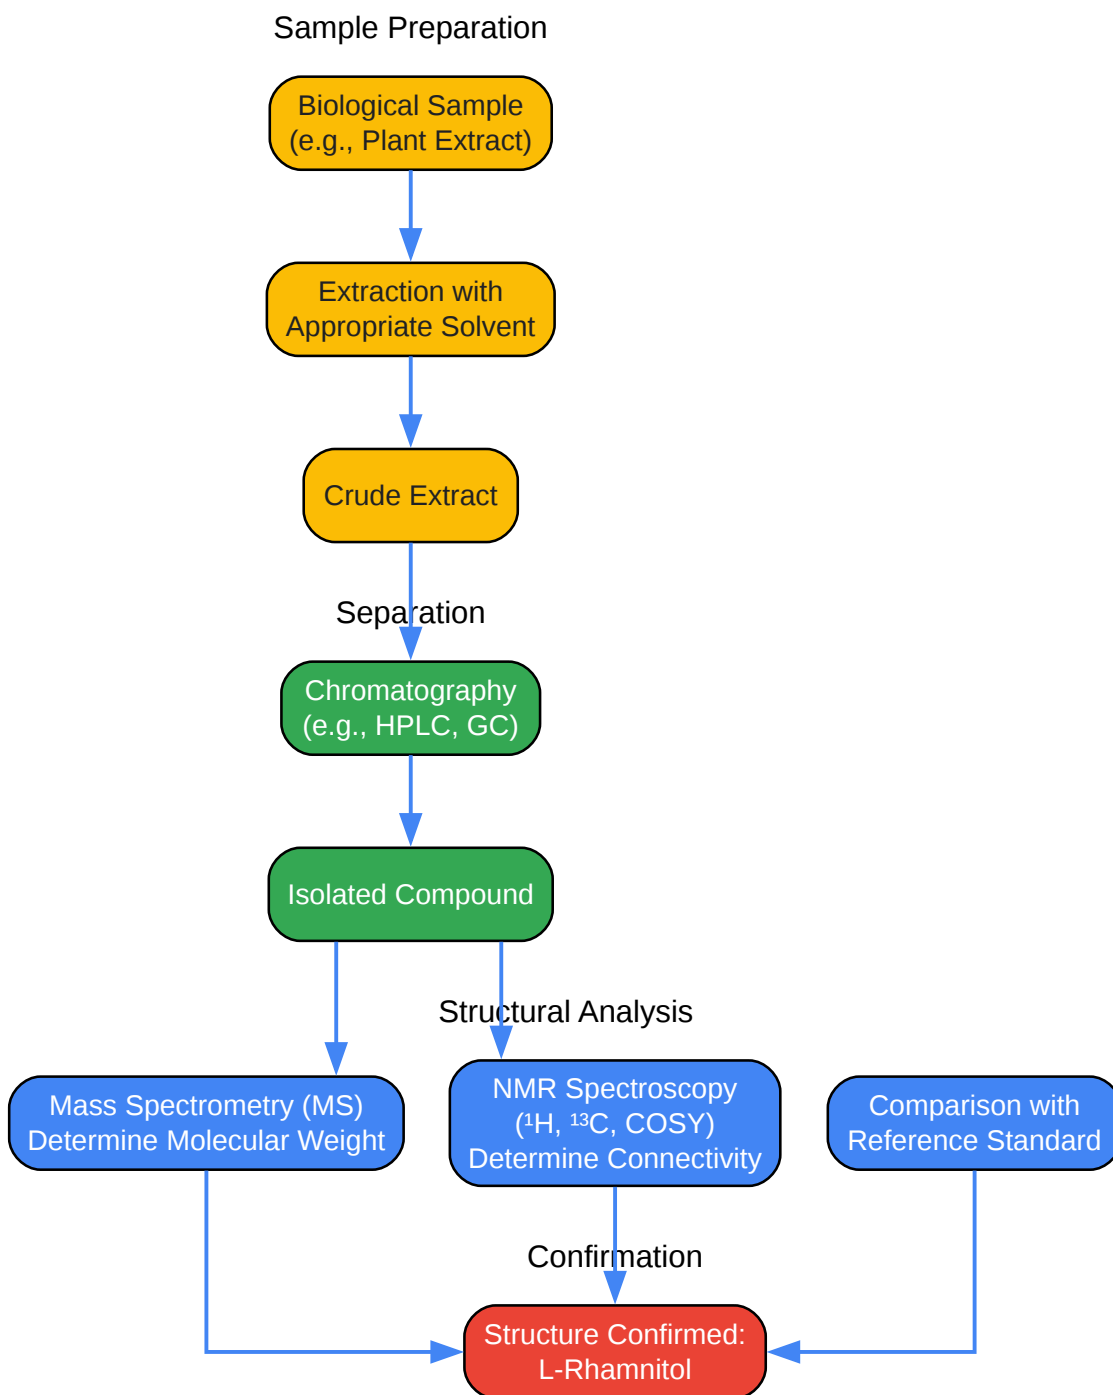 Sample Preparation
Biological Sample
(e.g., Plant Extract)
Extraction with
Appropriate Solvent
Crude Extract
Separation
Chromatography
(e.g., HPLC, GC)
Isolated Compound
Structural Analysis
Mass Spectrometry (MS)
Determine Molecular Weight
NMR Spectroscopy
(¹H, ¹³C, COSY)
Determine Connectivity
Comparison with
Reference Standard
Confirmation
Structure Confirmed:
L-Rhamnitol